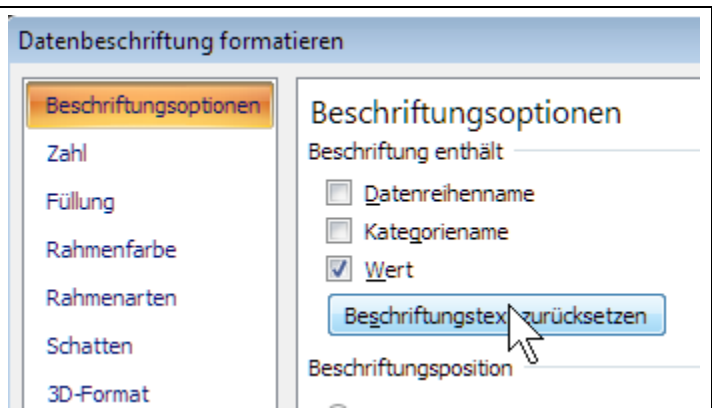 Datenbeschriftung formatieren
Beschriftungsoptionen
Zahl
Füllung
Rahmenfarbe
Rahmenarten
Schatten
3D-Format
Beschriftungsoptionen
Beschriftung enthält
Datenreihenname
Kategoriename
Wert
Beschriftungstext zurücksetzen
Beschriftungsposition